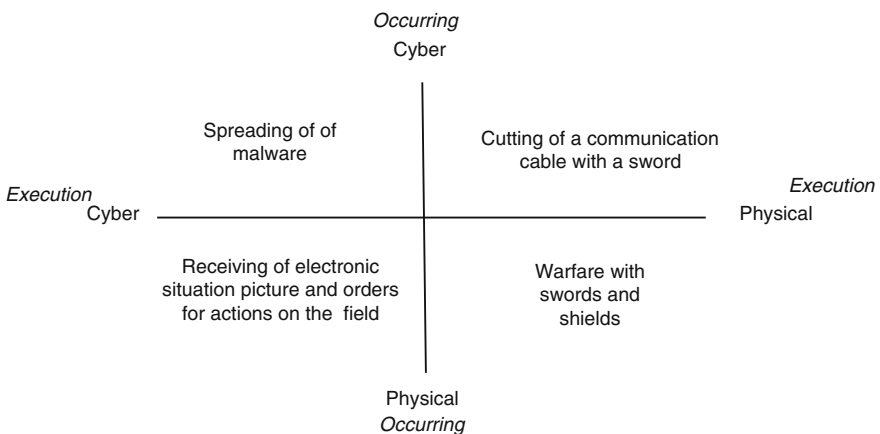 Occurring
Cyber
Spreading of of
malware
Cutting of a communication
cable with a sword
Execution
Cyber
Execution
Physical
Receiving of electronic
situation picture and orders
for actions on the field
Warfare with
swords and
shields
Physical
Occurring